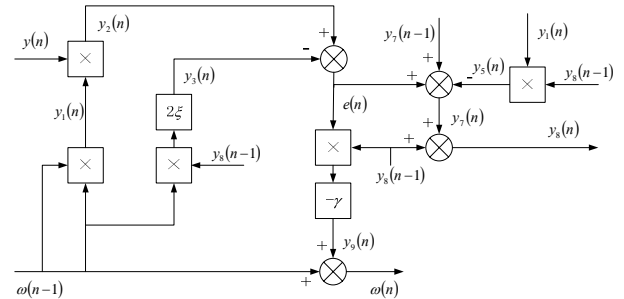 y₂(n)
y(n)
×
+
-
y₇(n-1)
y₁(n)
y₃(n)
+
+
-
y₅(n)
×
y₈(n-1)
y₁(n)
2ξ
e(n)
+
y₇(n)
×
×
y₈(n-1)
×
+
y₈(n-1)
y₈(n)
-γ
+
y₉(n)
+
ω(n-1)
ω(n)